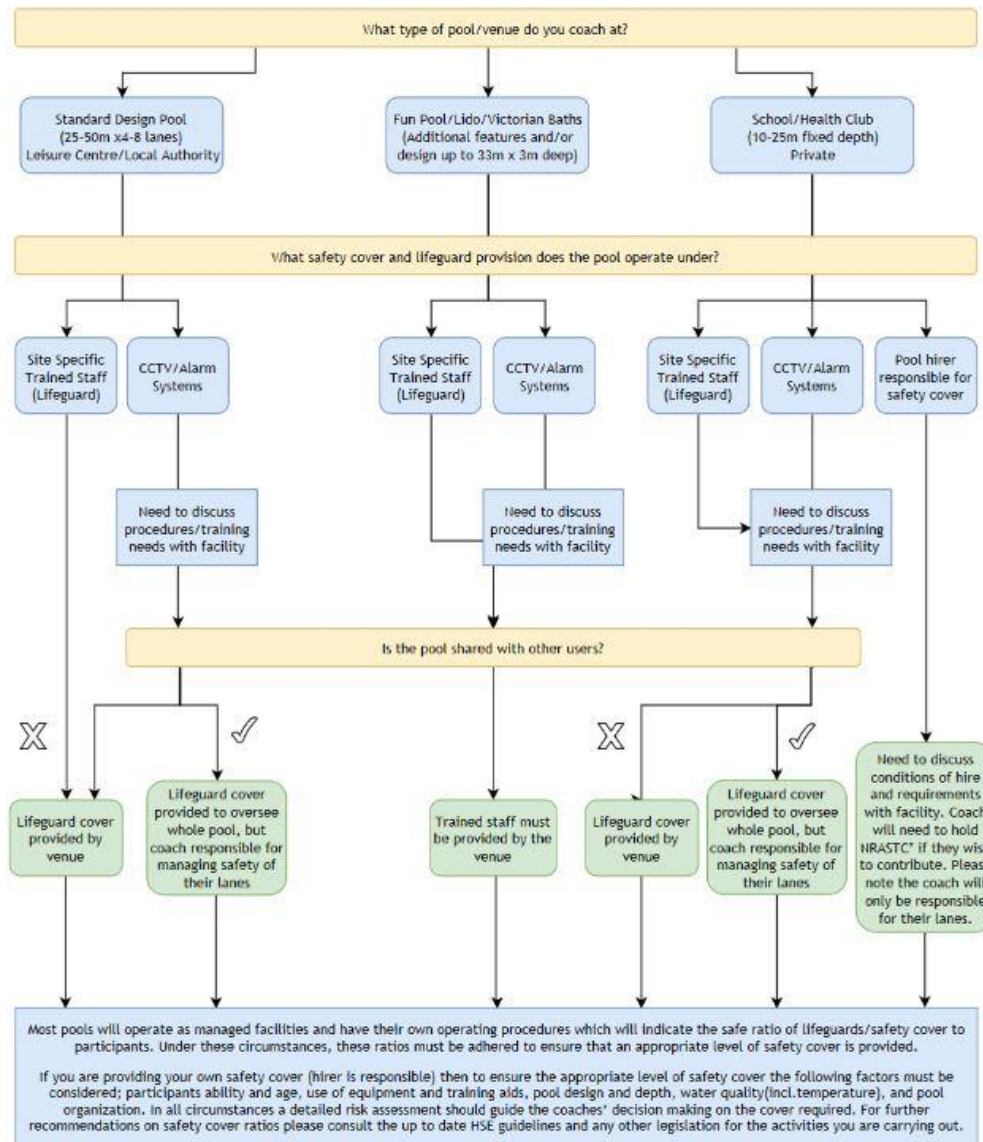 What type of pool/venue do you coach at?
Standard Design Pool
(25-50m x4-8 lanes)
Leisure Centre/Local Authority
Fun Pool/Lido/Victorian Baths
(Additional features and/or
design up to 33m x 3m deep)
School/Health Club
(10-25m fixed depth)
Private
What safety cover and lifeguard provision does the pool operate under?
Site Specific
Trained Staff
(Lifeguard)
CCTV/Alarm
Systems
Site Specific
Trained Staff
(Lifeguard)
CCTV/Alarm
Systems
Site Specific
Trained Staff
(Lifeguard)
CCTV/Alarm
Systems
Pool hirer
responsible for
safety cover
Need to discuss
procedures/training
needs with facility
Need to discuss
procedures/training
needs with facility
Need to discuss
procedures/training
needs with facility
Is the pool shared with other users?
X
✓
X
✓
Lifeguard cover
provided by venue
Lifeguard cover
provided to oversee
whole pool, but
coach responsible for
managing safety of
their lanes
Trained staff must
be provided by the
venue
Lifeguard cover
provided by venue
Lifeguard cover
provided to oversee
whole pool, but
coach responsible for
managing safety of
their lanes
Need to discuss
conditions of hire
and requirements
with facility. Coach
will need to hold
NRASTC* if they wis
to contribute. Please
note the coach will
only be responsible
for their lanes.
Most pools will operate as managed facilities and have their own operating procedures which will indicate the safe ratio of lifeguards/safety cover to
participants. Under these circumstances, these ratios must be adhered to ensure that an appropriate level of safety cover is provided.
If you are providing your own safety cover (hirer is responsible) then to ensure the appropriate level of safety cover the following factors must be
considered; participants ability and age, use of equipment and training aids, pool design and depth, water quality(incl.temperature), and pool
organization. In all circumstances a detailed risk assessment should guide the coaches' decision making on the cover required. For further
recommendations on safety cover ratios please consult the up to date HSE guidelines and any other legislation for the activities you are carrying out.